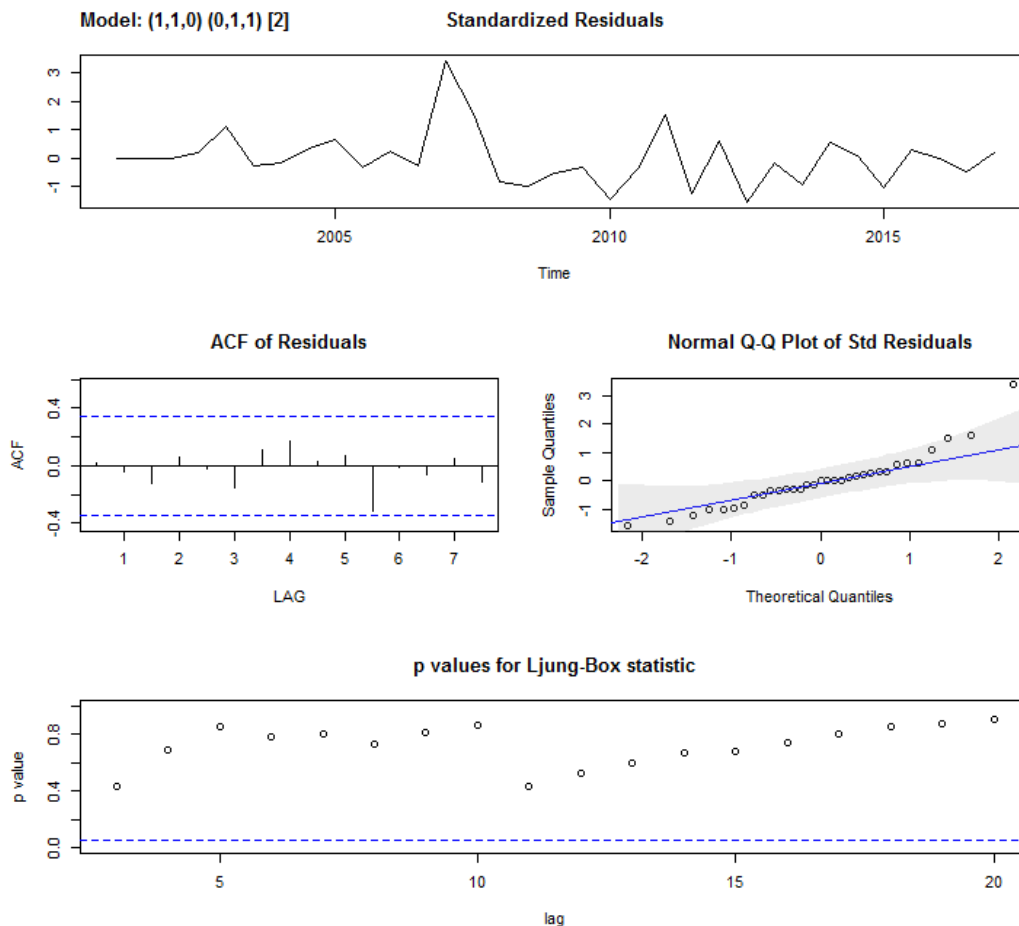 Model: (1,1,0) (0,1,1) [2] Standardized Residuals
3
2
1
0
-1
2005 2010 2015
Time
ACF of Residuals
ACF
0.4
0.0
-0.4
1 2 3 4 5 6 7
LAG
Normal Q-Q Plot of Std Residuals
Sample Quantiles
3
2
1
0
-1
-2 -1 0 1 2
Theoretical Quantiles
p values for Ljung-Box statistic
p value
0.8
0.4
0.0
5 10 15 20
lag